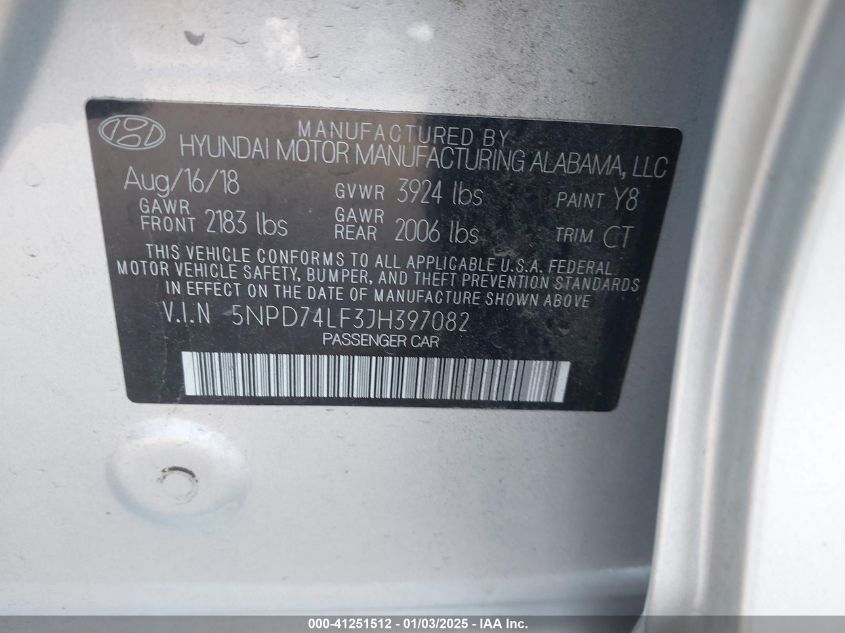 MANUFACTURED BY
HYUNDAI MOTOR MANUFACTURING ALABAMA, LLC
Aug/16/18 GVWR 3924 lbs PAINT Y8
GAWR FRONT 2183 lbs GAWR REAR 2006 lbs TRIM CT
THIS VEHICLE CONFORMS TO ALL APPLICABLE U.S.A. FEDERAL
MOTOR VEHICLE SAFETY, BUMPER, AND THEFT PREVENTION STANDARDS
IN EFFECT ON THE DATE OF MANUFACTURE SHOWN ABOVE
V.I.N 5NPD74LF3JH397082
PASSENGER CAR
000-41251512 - 01/03/2025 - IAA Inc.